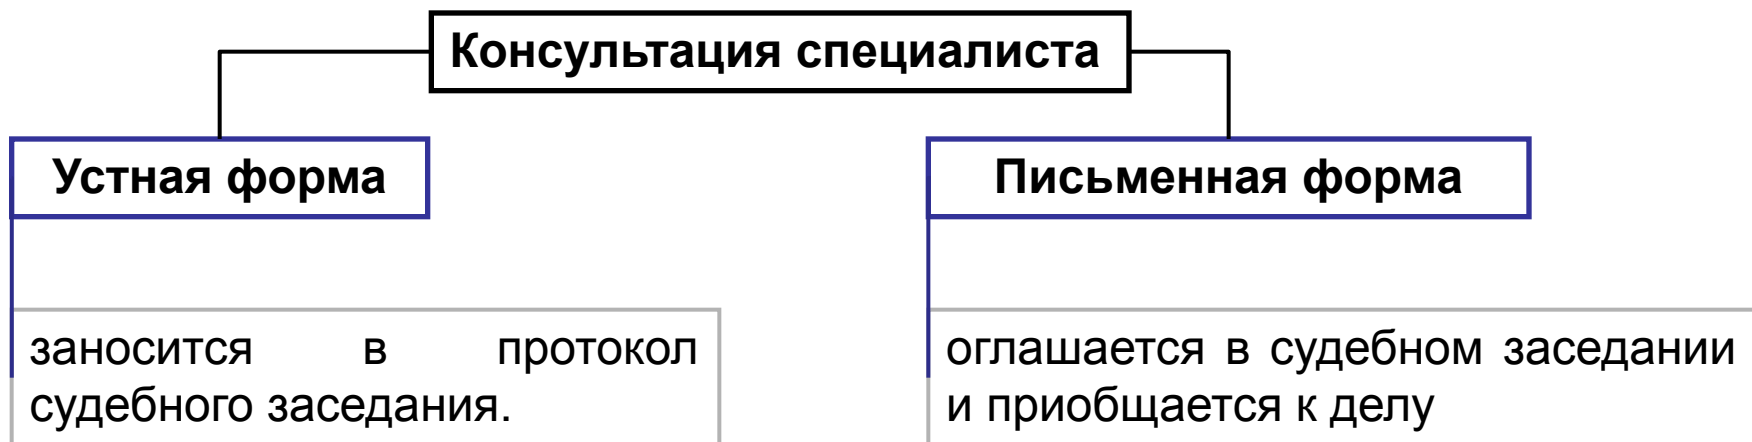 Консультация специалиста
Устная форма
Письменная форма
заносится в протокол
судебного заседания.
оглашается в судебном заседании
и приобщается к делу